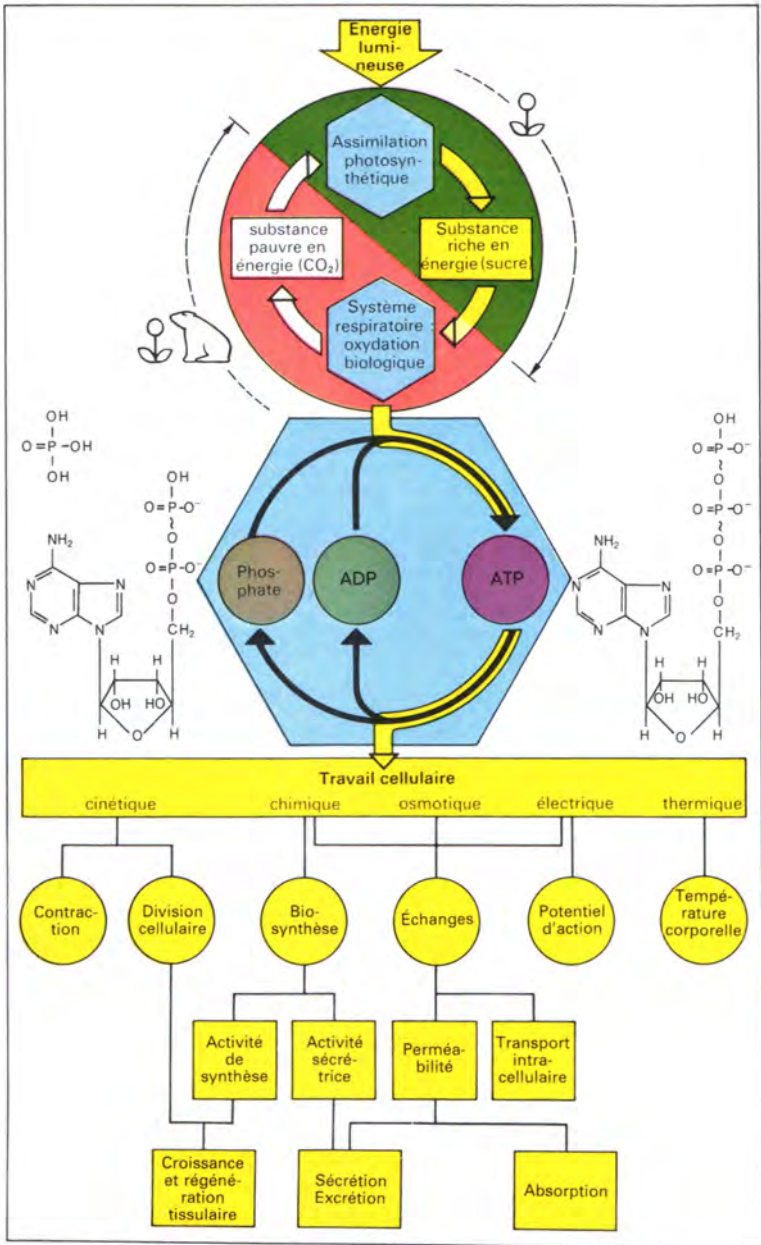 Energie
lumi-
neuse
Assimilation
photosyn-
thétique
substance
pauvre en
énergie (CO₂)
Substance
riche en
énergie (sucre)
Système
respiratoire :
oxydation
biologique
OH
O=P-OH
OH
OH
O=P-O⁻
O
O=P-O⁻
O
CH₂
NH₂
N
N
N
N
H
H
H
OH
HO
H
O
Phos-
phate
ADP
ATP
OH
O=P-O⁻
O
O=P-O⁻
O
O=P-O⁻
O
CH₂
NH₂
N
N
N
N
H
H
H
OH
HO
H
O
Travail cellulaire
cinétique chimique osmotique électrique thermique
Contrac-
tion
Division
cellulaire
Bio-
synthèse
Échanges
Potentiel
d'action
Tempé-
rature
corporelle
Activité
de
synthèse
Activité
sécré-
trice
Perméa-
bilité
Transport
intra-
cellulaire
Croissance
et régéné-
ration
tissulaire
Sécrétion
Excrétion
Absorption